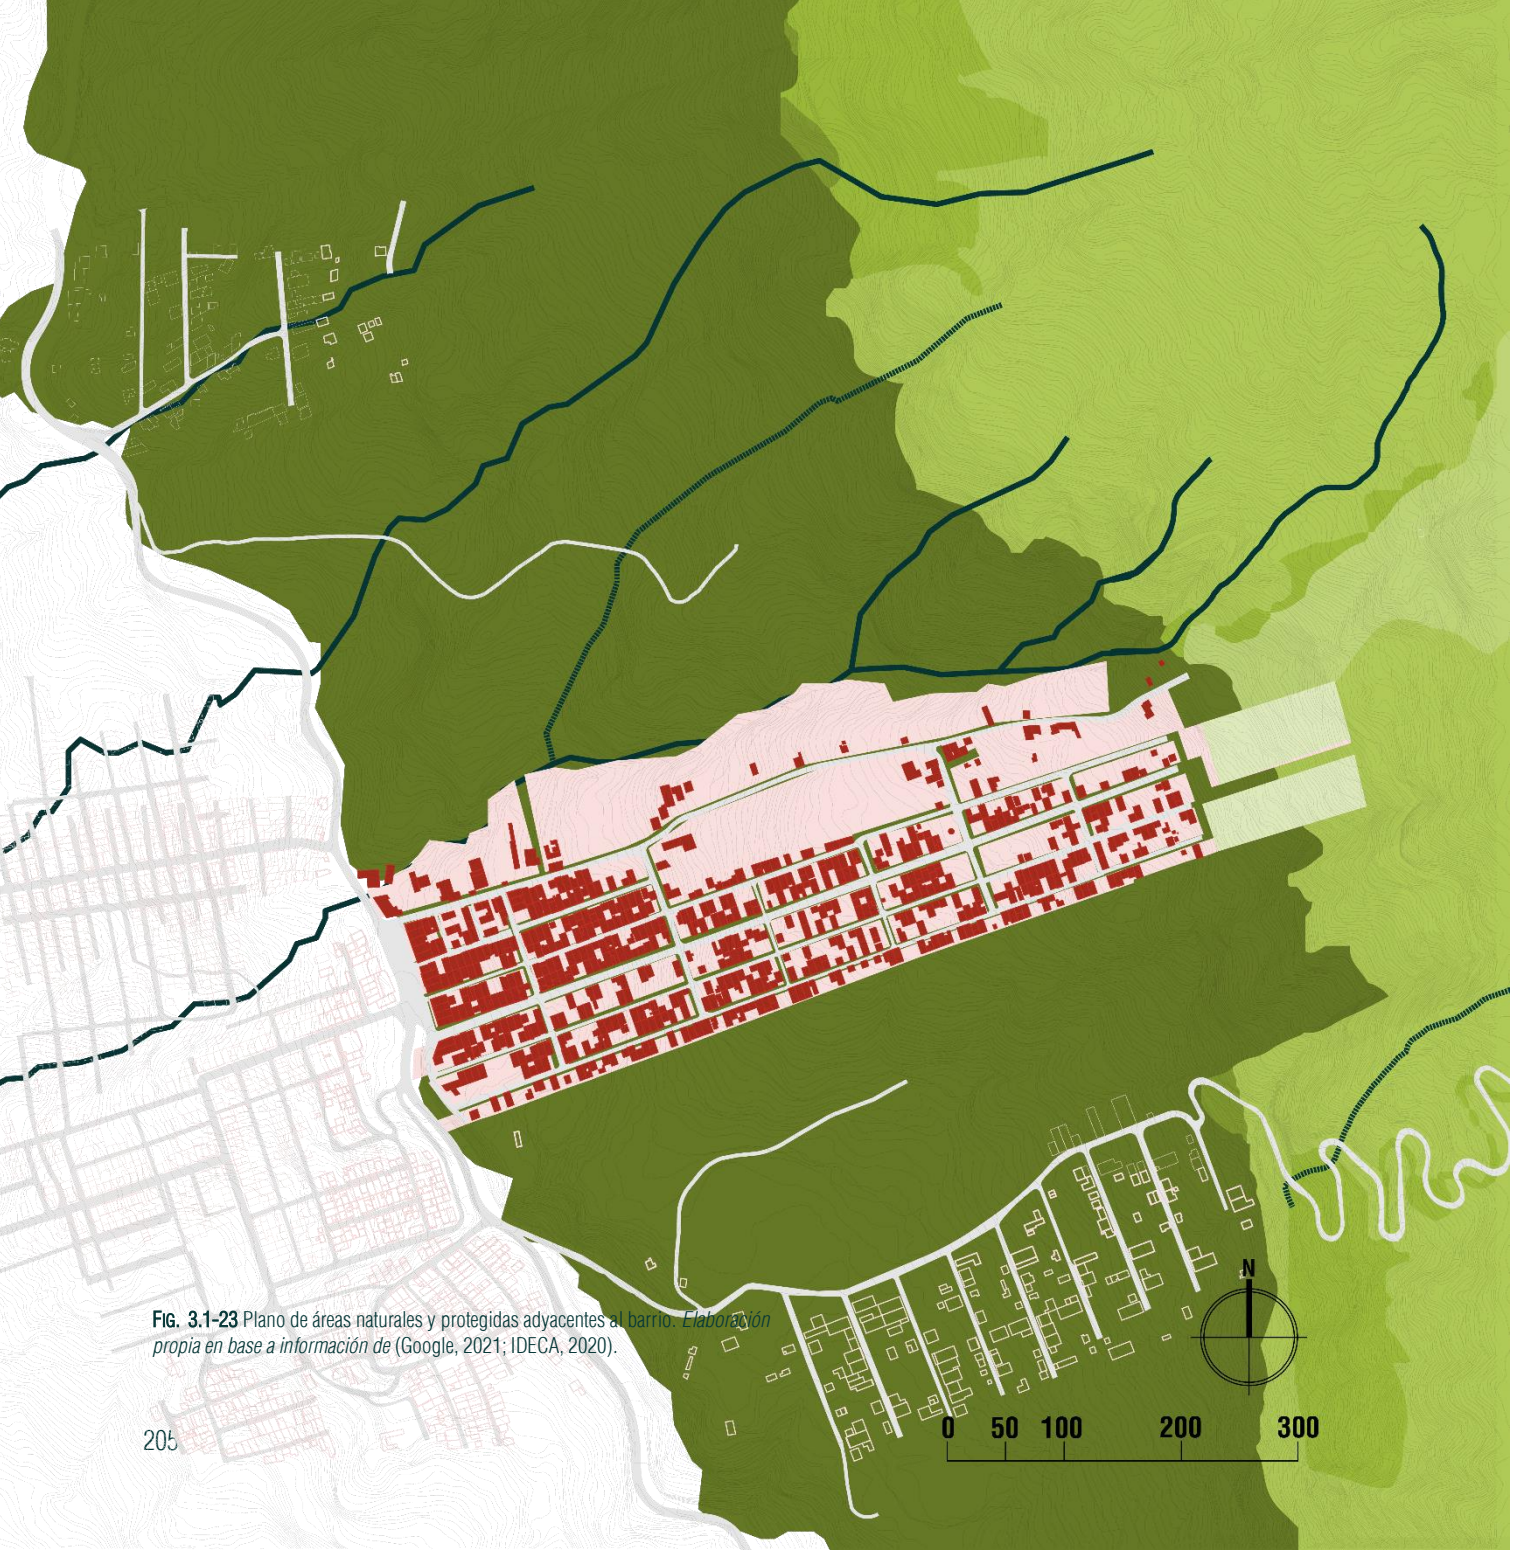 FIG. 3.1-23 Plano de áreas naturales y protegidas adyacentes al barrio. Elaboración
propia en base a información de (Google, 2021; IDECA, 2020).
N
0 50 100 200 300
205